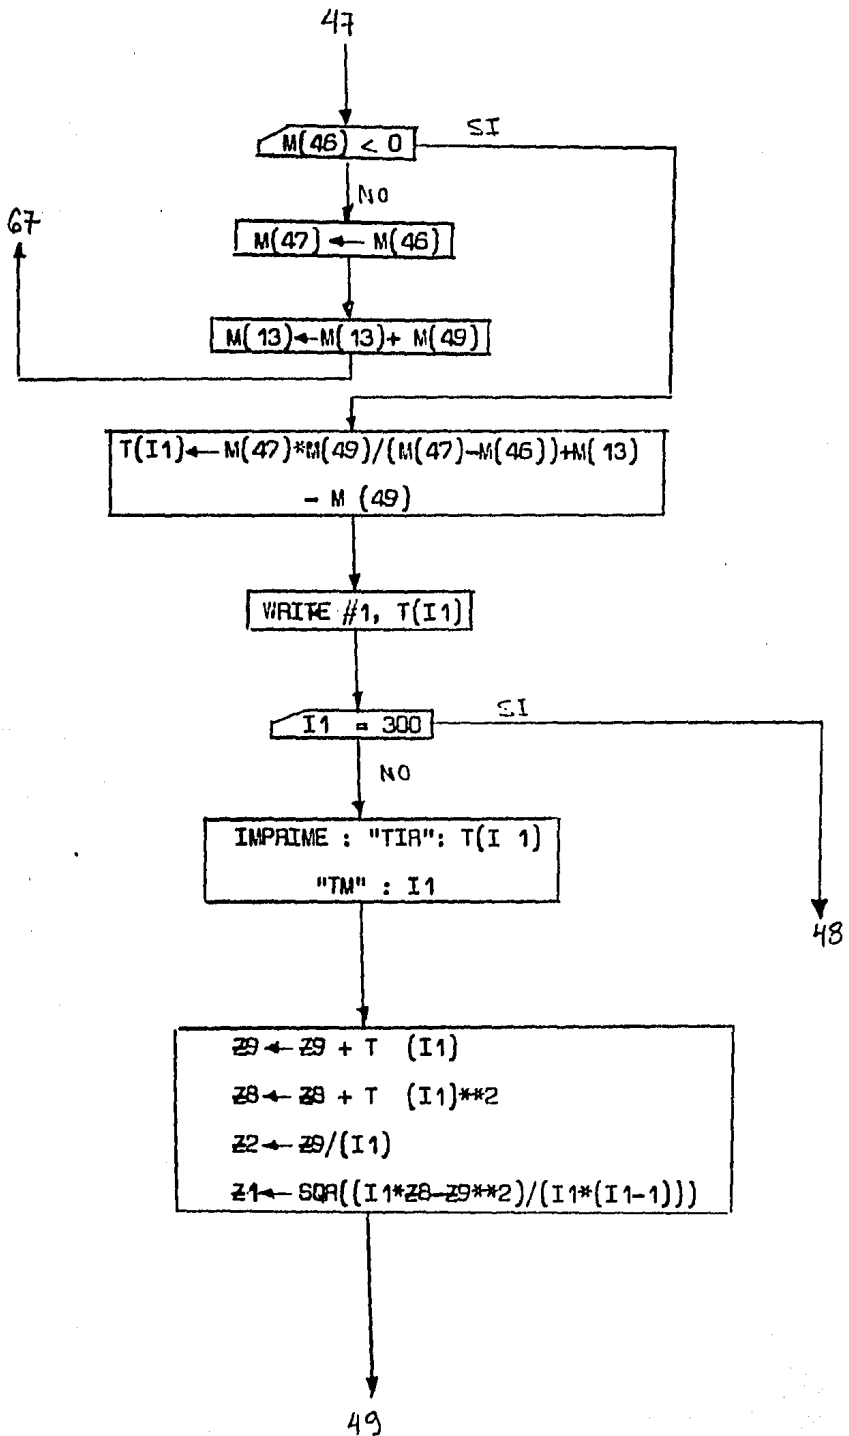 47
M(46) < 0
SI
NO
67
M(47) ← M(46)
M(13)←M(13)+ M(49)
T(I1)← M(47)*M(49)/(M(47)-M(46))+M(13)
- M (49)
WRITE #1, T(I1)
I1 = 300
SI
NO
IMPRIME : "TIR": T(I 1)
"TM" : I1
48
Z9 ← Z9 + T (I1)
Z8 ← Z8 + T (I1)**2
Z2 ← Z9/(I1)
Z1← SQR((I1*Z8-Z9**2)/(I1*(I1-1)))
49